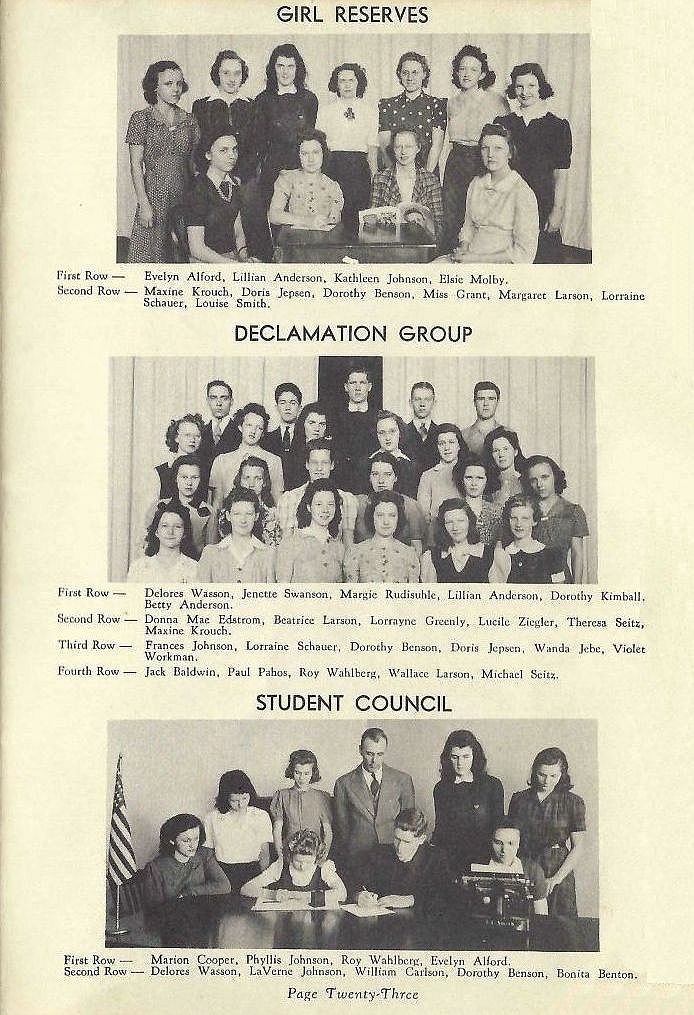 GIRL RESERVES
First Row — Evelyn Alford, Lillian Anderson, Kathleen Johnson, Elsie Molby.
Second Row — Maxine Krouch, Doris Jepsen, Dorothy Benson, Miss Grant, Margaret Larson, Lorraine
Schauer, Louise Smith.
DECLAMATION GROUP
First Row — Delores Wasson, Jenette Swanson, Margie Rudisuhle, Lillian Anderson, Dorothy Kimball,
Betty Anderson.
Second Row — Donna Mae Edstrom, Beatrice Larson, Lorrayne Greenly, Lucile Ziegler, Theresa Seitz,
Maxine Krouch.
Third Row — Frances Johnson, Lorraine Schauer, Dorothy Benson, Doris Jepsen, Wanda Jebe, Violet
Workman.
Fourth Row — Jack Baldwin, Paul Pahos, Roy Wahlberg, Wallace Larson, Michael Seitz.
STUDENT COUNCIL
First Row — Marion Cooper, Phyllis Johnson, Roy Wahlberg, Evelyn Alford.
Second Row — Delores Wasson, LaVerne Johnson, William Carlson, Dorothy Benson, Bonita Benton.
Page Twenty-Three